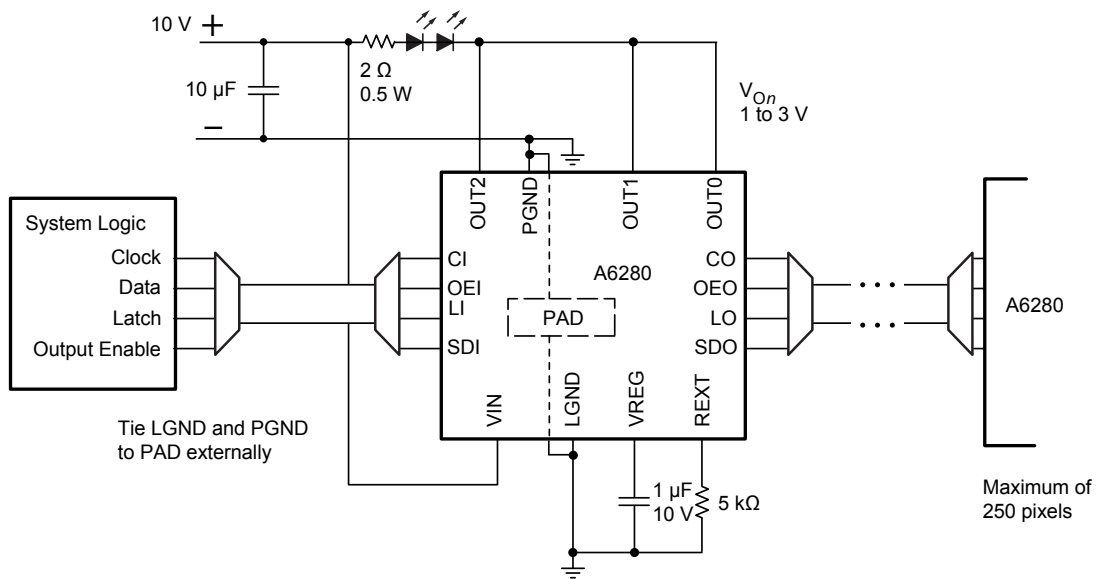 10 V +
10 µF
2 Ω
0.5 W
V_On
1 to 3 V
−
OUT2
PGND
OUT1
OUT0
System Logic
Clock
Data
Latch
Output Enable
CI
OEI
LI
SDI
A6280
PAD
CO
OEO
LO
SDO
A6280
VIN
LGND
VREG
REXT
Tie LGND and PGND
to PAD externally
1 µF
10 V
5 kΩ
Maximum of
250 pixels